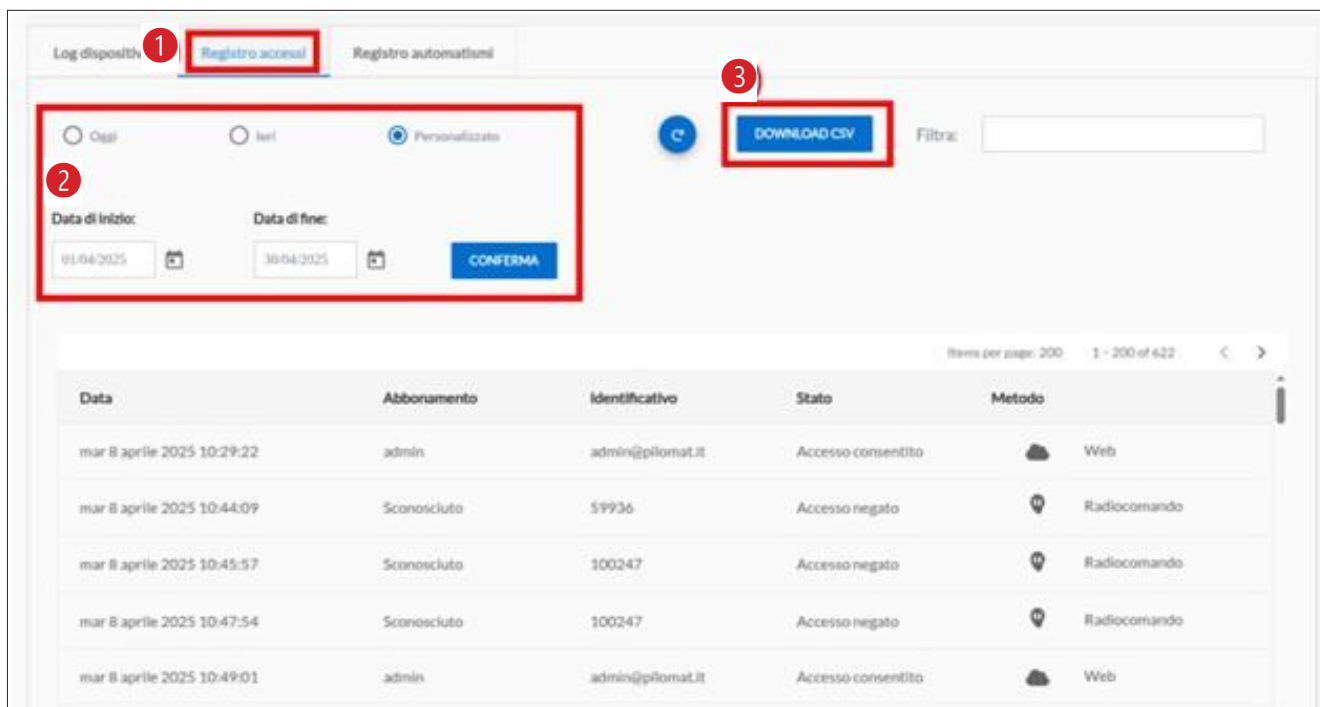 Log dispositiv 1 Registro accessi Registro automatismi
3
Oggi Ieri Personalizzato DOWNLOAD CSV Filtra:
2
Data di inizio: Data di fine:
01/04/2025 30/04/2025 CONFERMA
Items per page: 200 1 - 200 of 622 < >
Data Abbonamento Identificativo Stato Metodo
mar 8 aprile 2025 10:29:22 admin admin@pilomat.it Accesso consentito Web
mar 8 aprile 2025 10:44:09 Sconosciuto 59936 Accesso negato Radiocomando
mar 8 aprile 2025 10:45:57 Sconosciuto 100247 Accesso negato Radiocomando
mar 8 aprile 2025 10:47:54 Sconosciuto 100247 Accesso negato Radiocomando
mar 8 aprile 2025 10:49:01 admin admin@pilomat.it Accesso consentito Web